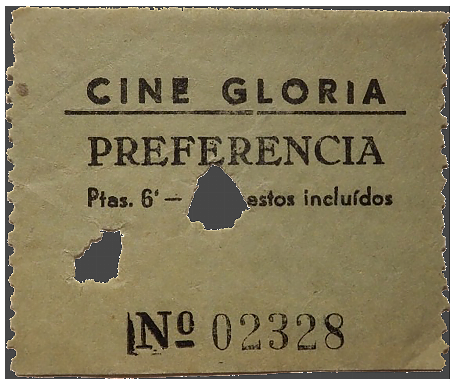 CINE GLORIA
PREFERENCIA
Ptas. 6'— estos incluídos
Nº 02328